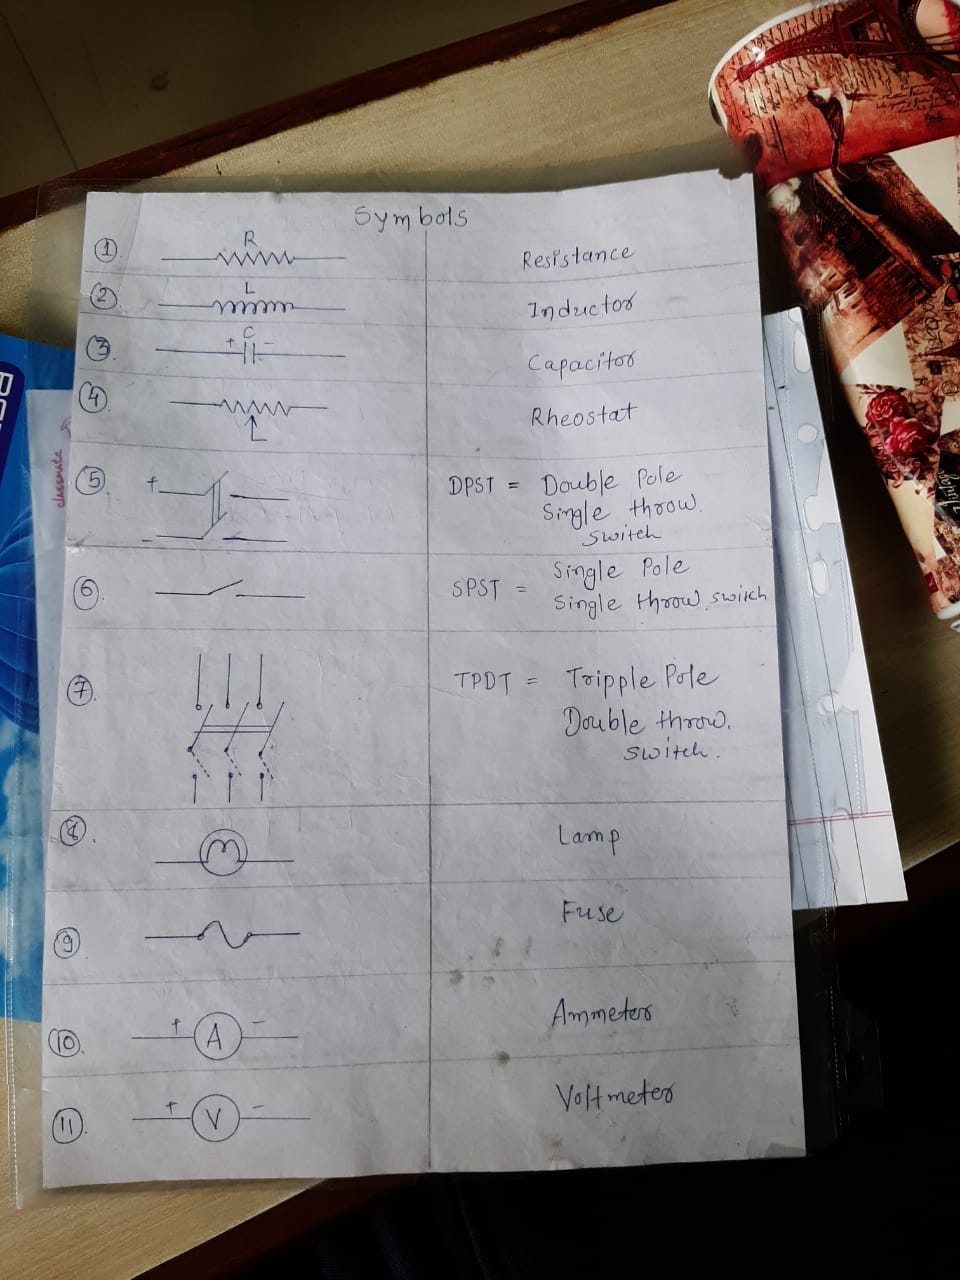 Symbols
① R Resistance
② L Inductor
③. + C - Capacitor
④. Rheostat
⑤. + - DPST = Double Pole
Single throw.
switch
⑥. SPST = Single Pole
Single throw switch
⑦. TPDT = Tripple Pole
Double throw.
switch.
⑧. Lamp
⑨. Fuse
⑩. + A - Ammeter
⑪. + V - Voltmeter
classmate